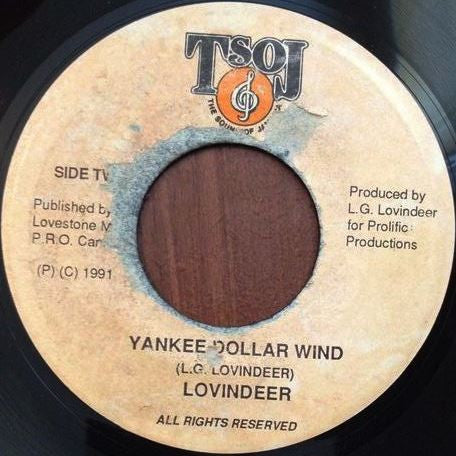 TSOJ
THE SOUND OF JA
SIDE TW
Published by
Lovestone M
P.R.O. Can
(P) (C) 1991
Produced by
L.G. Lovindeer
for Prolific
Productions
YANKEE DOLLAR WIND
(L.G. LOVINDEER)
LOVINDEER
ALL RIGHTS RESERVED